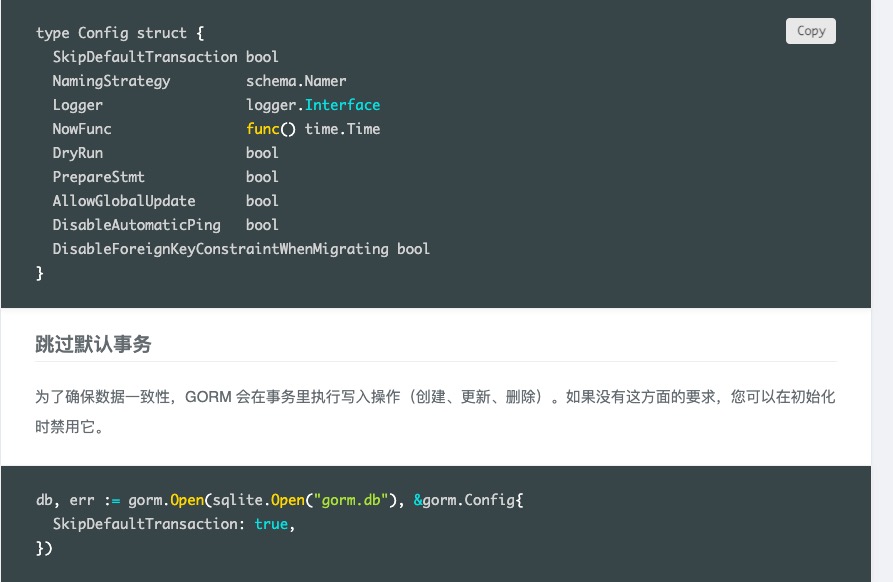 Copy
type Config struct {
  SkipDefaultTransaction bool
  NamingStrategy         schema.Namer
  Logger                 logger.Interface
  NowFunc                func() time.Time
  DryRun                 bool
  PrepareStmt            bool
  AllowGlobalUpdate      bool
  DisableAutomaticPing   bool
  DisableForeignKeyConstraintWhenMigrating bool
}
跳过默认事务
为了确保数据一致性，GORM 会在事务里执行写入操作（创建、更新、删除）。如果没有这方面的要求，您可以在初始化
时禁用它。
db, err := gorm.Open(sqlite.Open("gorm.db"), &gorm.Config{
  SkipDefaultTransaction: true,
})